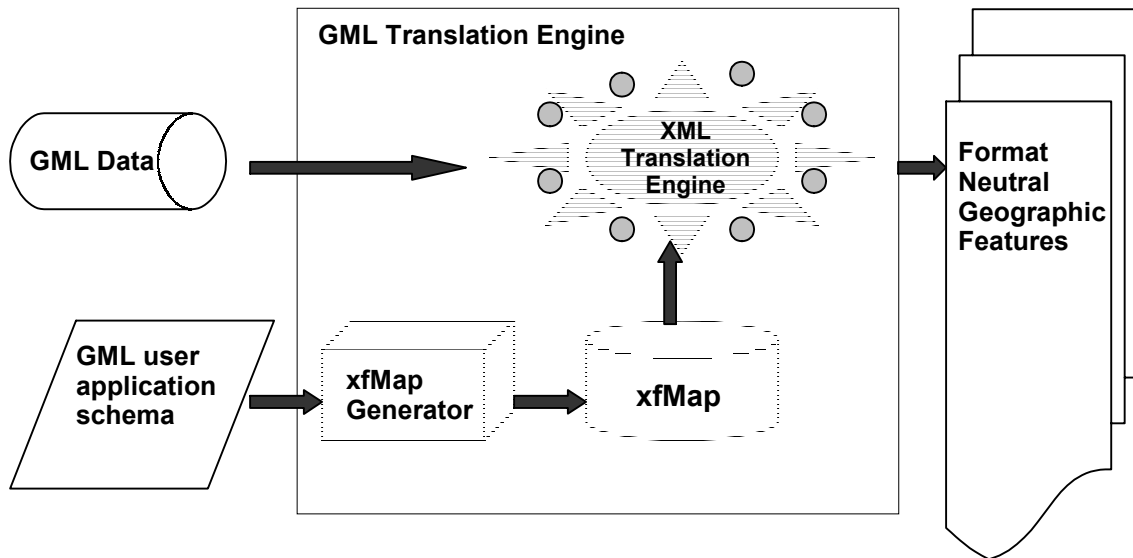 GML Translation Engine
GML Data
XML
Translation
Engine
Format
Neutral
Geographic
Features
GML user
application
schema
xfMap
Generator
xfMap